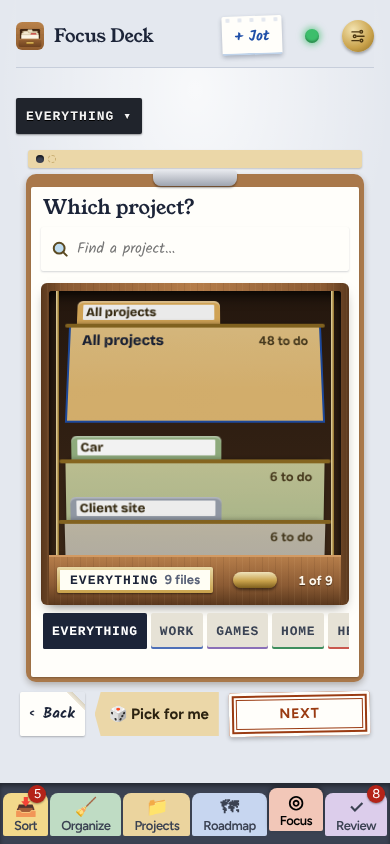 Focus Deck
+ Jot
EVERYTHING ▾
Which project?
Find a project...
All projects
All projects 48 to do
Car
6 to do
Client site
6 to do
EVERYTHING 9 files
1 of 9
EVERYTHING WORK GAMES HOME
‹ Back
Pick for me
NEXT
5 8
Sort Organize Projects Roadmap Focus Review